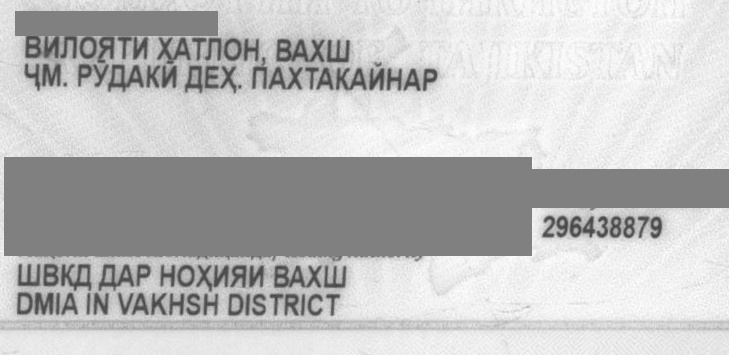 ВИЛОЯТИ ХАТЛОН, ВАХШ
ҶМ. РӮДАКӢ ДЕҲ. ПАХТАКАЙНАР
296438879
ШВКД ДАР НОҲИЯИ ВАХШ
DMIA IN VAKHSH DISTRICT